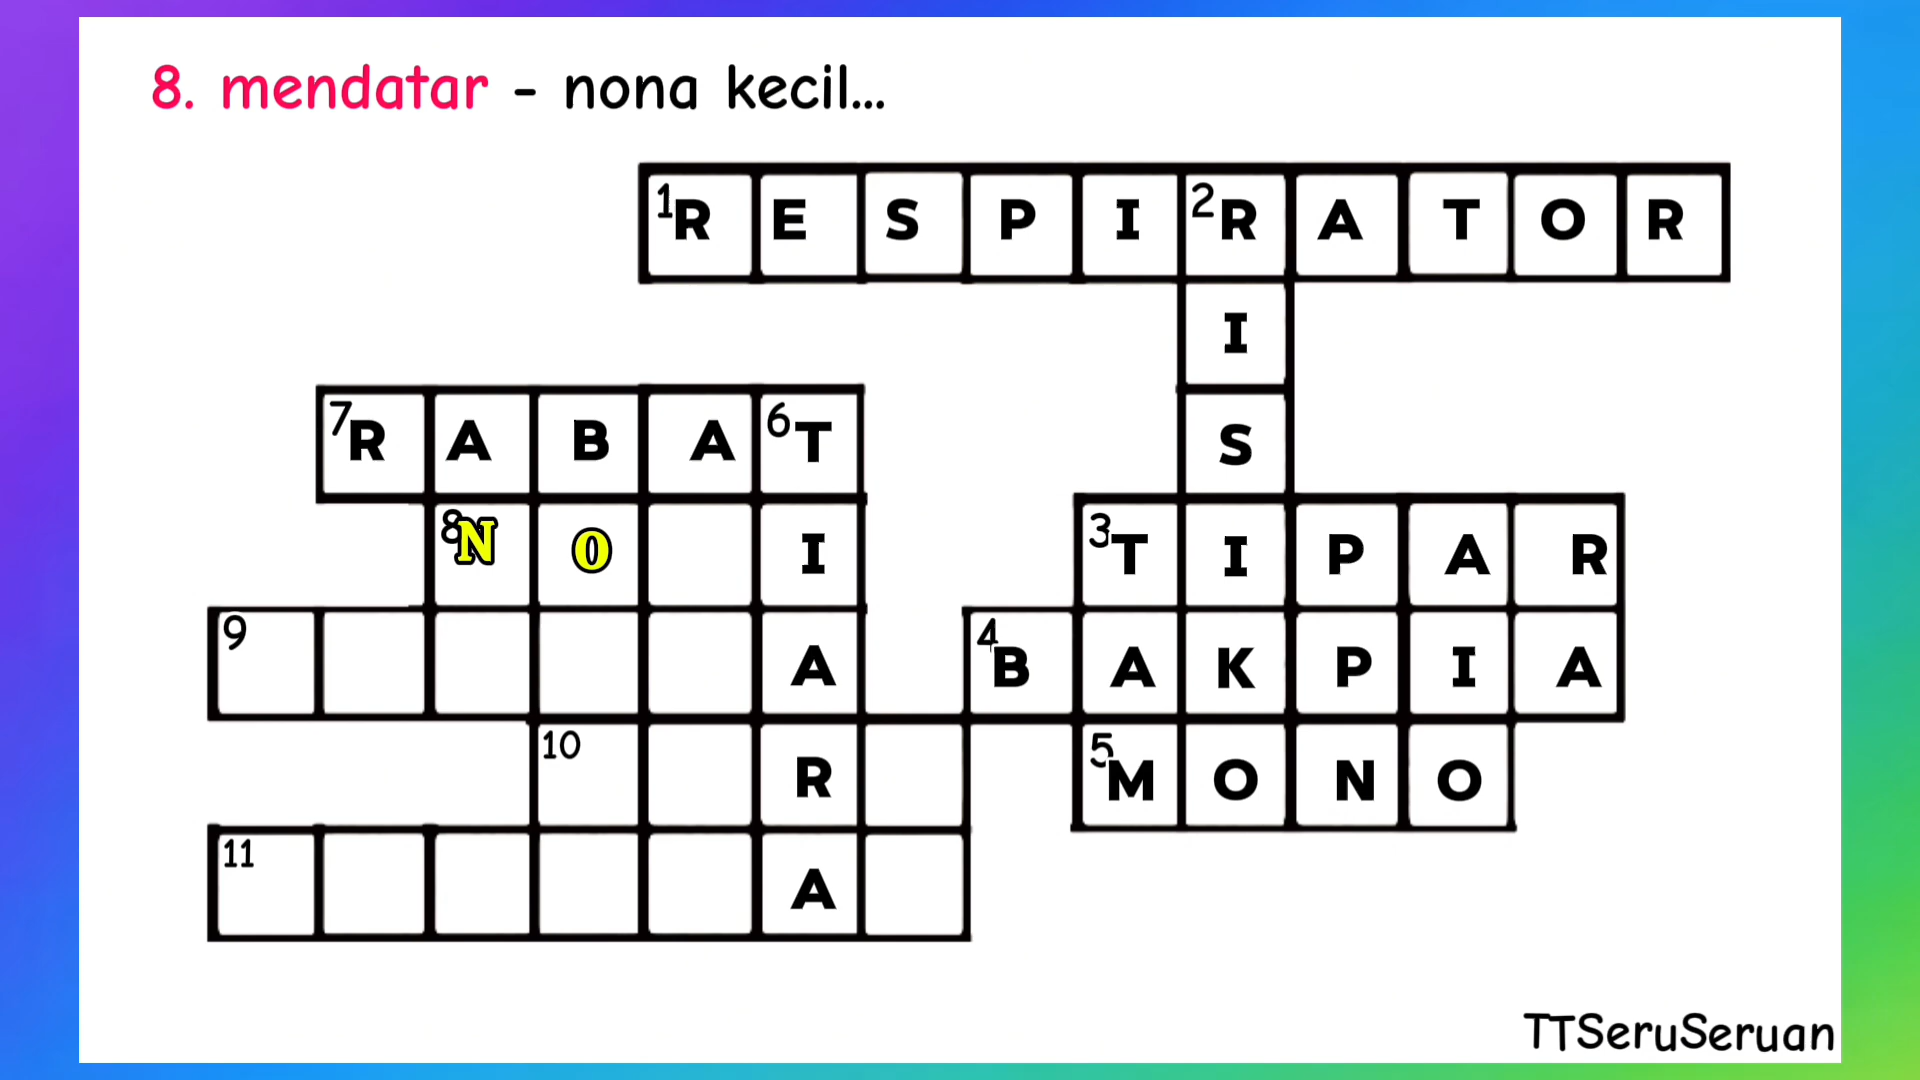 8. mendatar - nona kecil...
1R E S P I 2R A T O R
I
7R A B A 6T S
8N O I 3T I P A R
9 A 4B A K P I A
10 R 5M O N O
11 A
TTSeruSeruan